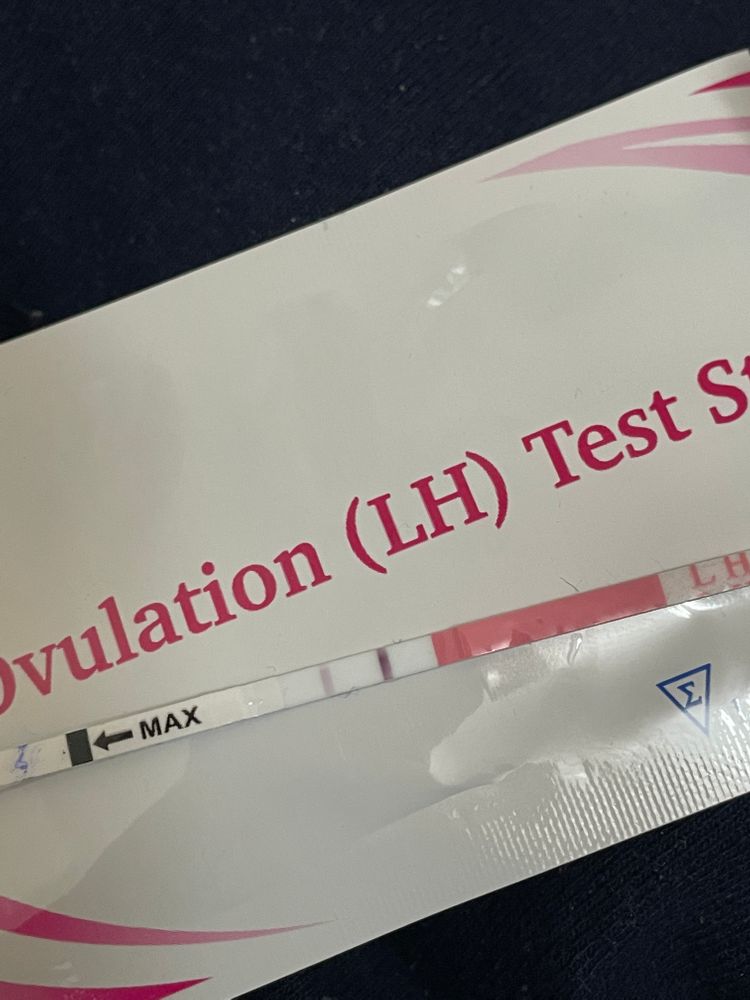 Ovulation (LH) Test St
LH
MAX
Σ